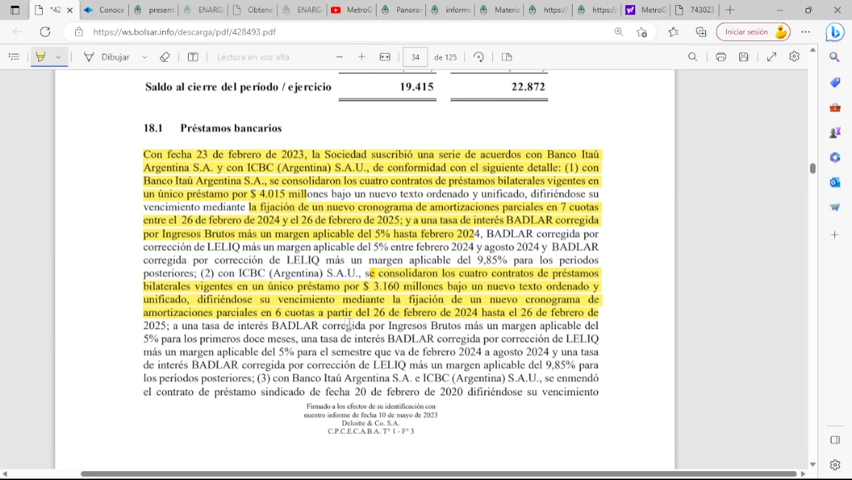 *42
Conoci
present
ENARG
Obtene
ENARG
MetroG
Panorar
informe
Materia
https://
https://
MetroG
743023
https://ws.bolsar.info/descarga/pdf/428493.pdf
Iniciar sesión
Dibujar
Lectura en voz alta
34
de 125
Saldo al cierre del período / ejercicio 19.415 22.872
18.1 Préstamos bancarios
Con fecha 23 de febrero de 2023, la Sociedad suscribió una serie de acuerdos con Banco Itaú
Argentina S.A. y con ICBC (Argentina) S.A.U., de conformidad con el siguiente detalle: (1) con
Banco Itaú Argentina S.A., se consolidaron los cuatro contratos de préstamos bilaterales vigentes en
un único préstamo por $ 4.015 millones bajo un nuevo texto ordenado y unificado, difiriéndose su
vencimiento mediante la fijación de un nuevo cronograma de amortizaciones parciales en 7 cuotas
entre el 26 de febrero de 2024 y el 26 de febrero de 2025; y a una tasa de interés BADLAR corregida
por Ingresos Brutos más un margen aplicable del 5% hasta febrero 2024, BADLAR corregida por
corrección de LELIQ más un margen aplicable del 5% entre febrero 2024 y agosto 2024 y BADLAR
corregida por corrección de LELIQ más un margen aplicable del 9,85% para los períodos
posteriores; (2) con ICBC (Argentina) S.A.U., se consolidaron los cuatro contratos de préstamos
bilaterales vigentes en un único préstamo por $ 3.160 millones bajo un nuevo texto ordenado y
unificado, difiriéndose su vencimiento mediante la fijación de un nuevo cronograma de
amortizaciones parciales en 6 cuotas a partir del 26 de febrero de 2024 hasta el 26 de febrero de
2025; a una tasa de interés BADLAR corregida por Ingresos Brutos más un margen aplicable del
5% para los primeros doce meses, una tasa de interés BADLAR corregida por corrección de LELIQ
más un margen aplicable del 5% para el semestre que va de febrero 2024 a agosto 2024 y una tasa
de interés BADLAR corregida por corrección de LELIQ más un margen aplicable del 9,85% para
los períodos posteriores; (3) con Banco Itaú Argentina S.A. e ICBC (Argentina) S.A.U., se enmendó
el contrato de préstamo sindicado de fecha 20 de febrero de 2020 difiriéndose su vencimiento
Firmado a los efectos de su identificación con
nuestro informe de fecha 10 de mayo de 2023
Deloitte & Co. S.A.
C.P.C.E.C.A.B.A. T° 1 - F° 3